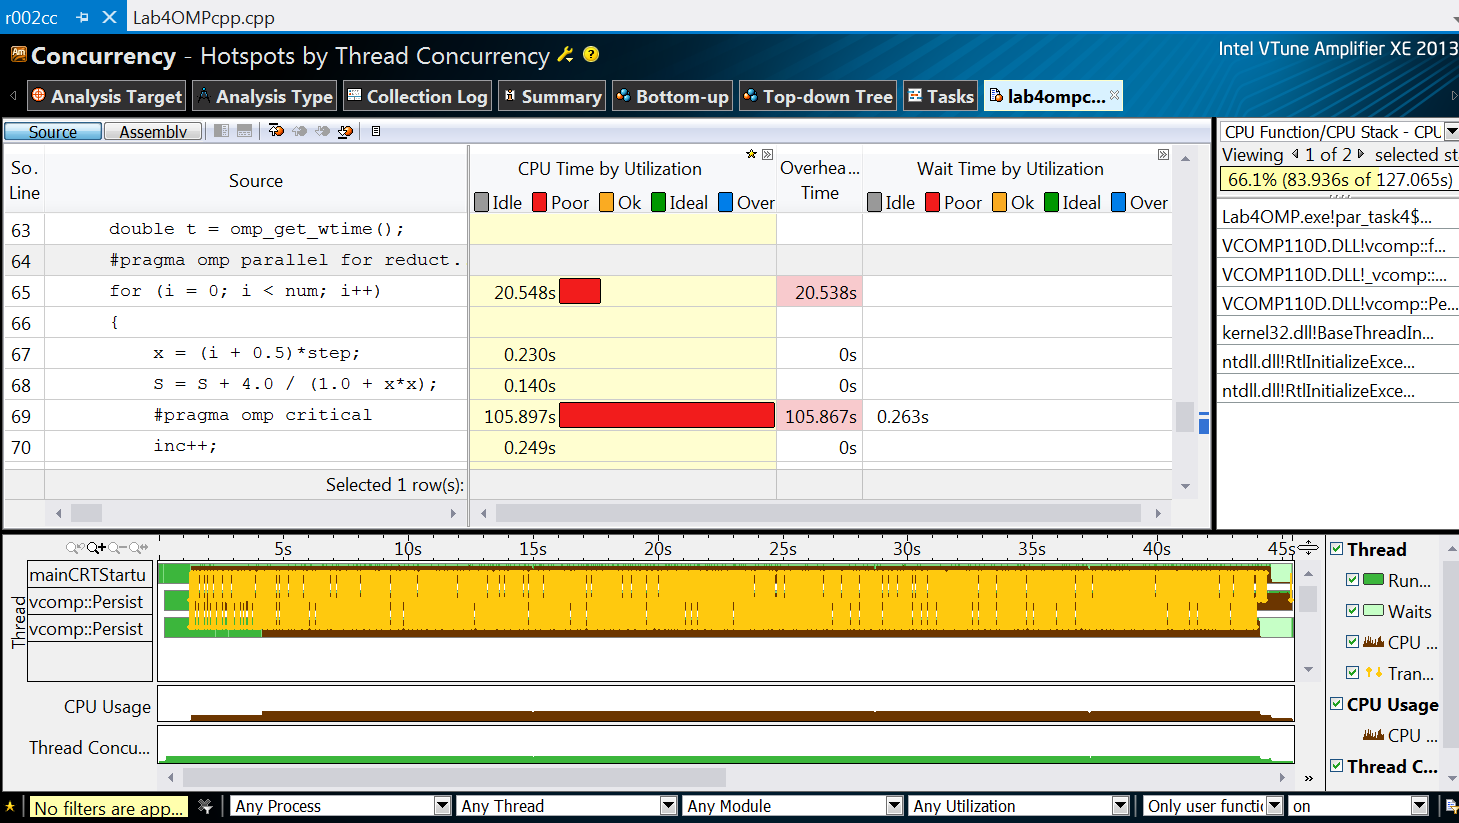 r002cc Lab4OMPcpp.cpp
Concurrency - Hotspots by Thread Concurrency ? Intel VTune Amplifier XE 2013
Analysis Target Analysis Type Collection Log Summary Bottom-up Top-down Tree Tasks lab4ompc...
Source Assembly
CPU Function/CPU Stack - CPU
Viewing 1 of 2 selected st
66.1% (83.936s of 127.065s)
Lab4OMP.exe!par_task4$...
VCOMP110D.DLL!vcomp::f...
VCOMP110D.DLL!_vcomp::...
VCOMP110D.DLL!vcomp::Pe...
kernel32.dll!BaseThreadIn...
ntdll.dll!RtlInitializeExce...
ntdll.dll!RtlInitializeExce...
So. Line Source CPU Time by Utilization Overhea... Time Wait Time by Utilization
Idle Poor Ok Ideal Over Idle Poor Ok Ideal Over
63 double t = omp_get_wtime();
64 #pragma omp parallel for reduct.
65 for (i = 0; i < num; i++) 20.548s 20.538s
66 {
67 x = (i + 0.5)*step; 0.230s 0s
68 S = S + 4.0 / (1.0 + x*x); 0.140s 0s
69 #pragma omp critical 105.897s 105.867s 0.263s
70 inc++; 0.249s 0s
Selected 1 row(s):
5s 10s 15s 20s 25s 30s 35s 40s 45s
Thread
mainCRTStartu
vcomp::Persist
vcomp::Persist
CPU Usage
Thread Concu...
Thread
Run...
Waits
CPU ...
Tran...
CPU Usage
CPU ...
Thread C...
No filters are app... Any Process Any Thread Any Module Any Utilization Only user functi on